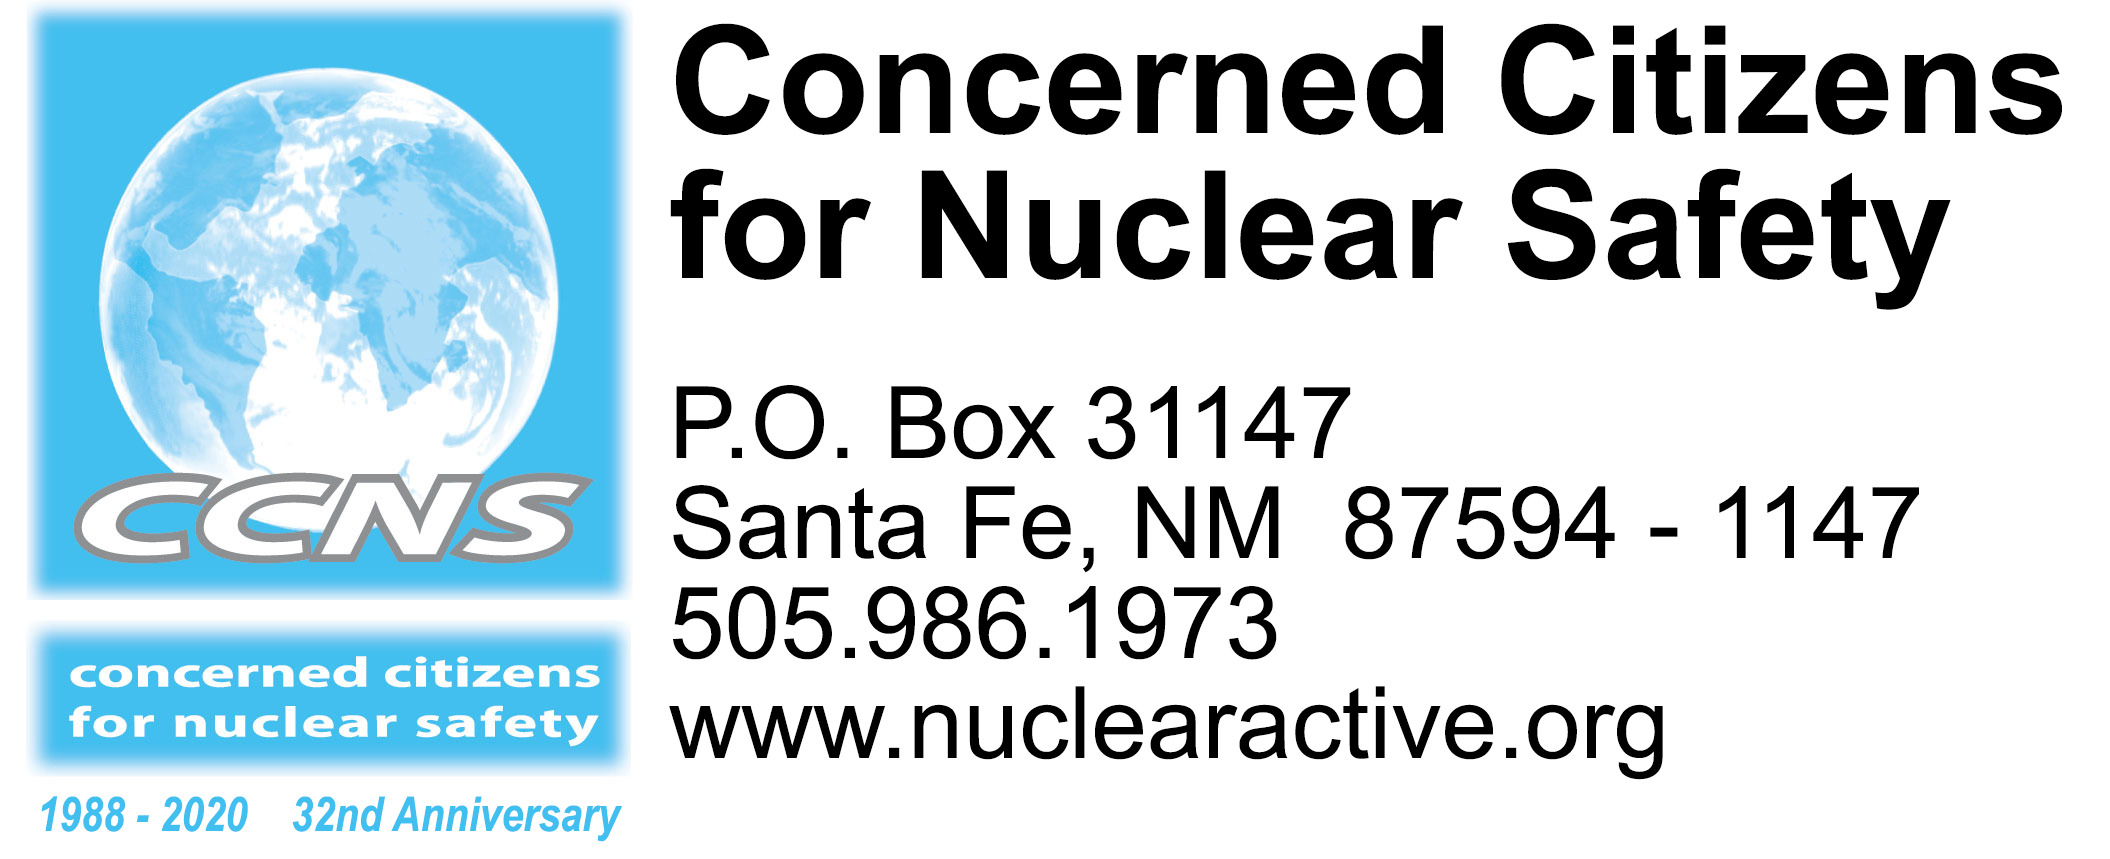 CCNS
concerned citizens
for nuclear safety
1988 - 2020 32nd Anniversary
Concerned Citizens
for Nuclear Safety
P.O. Box 31147
Santa Fe, NM 87594 - 1147
505.986.1973
www.nuclearactive.org